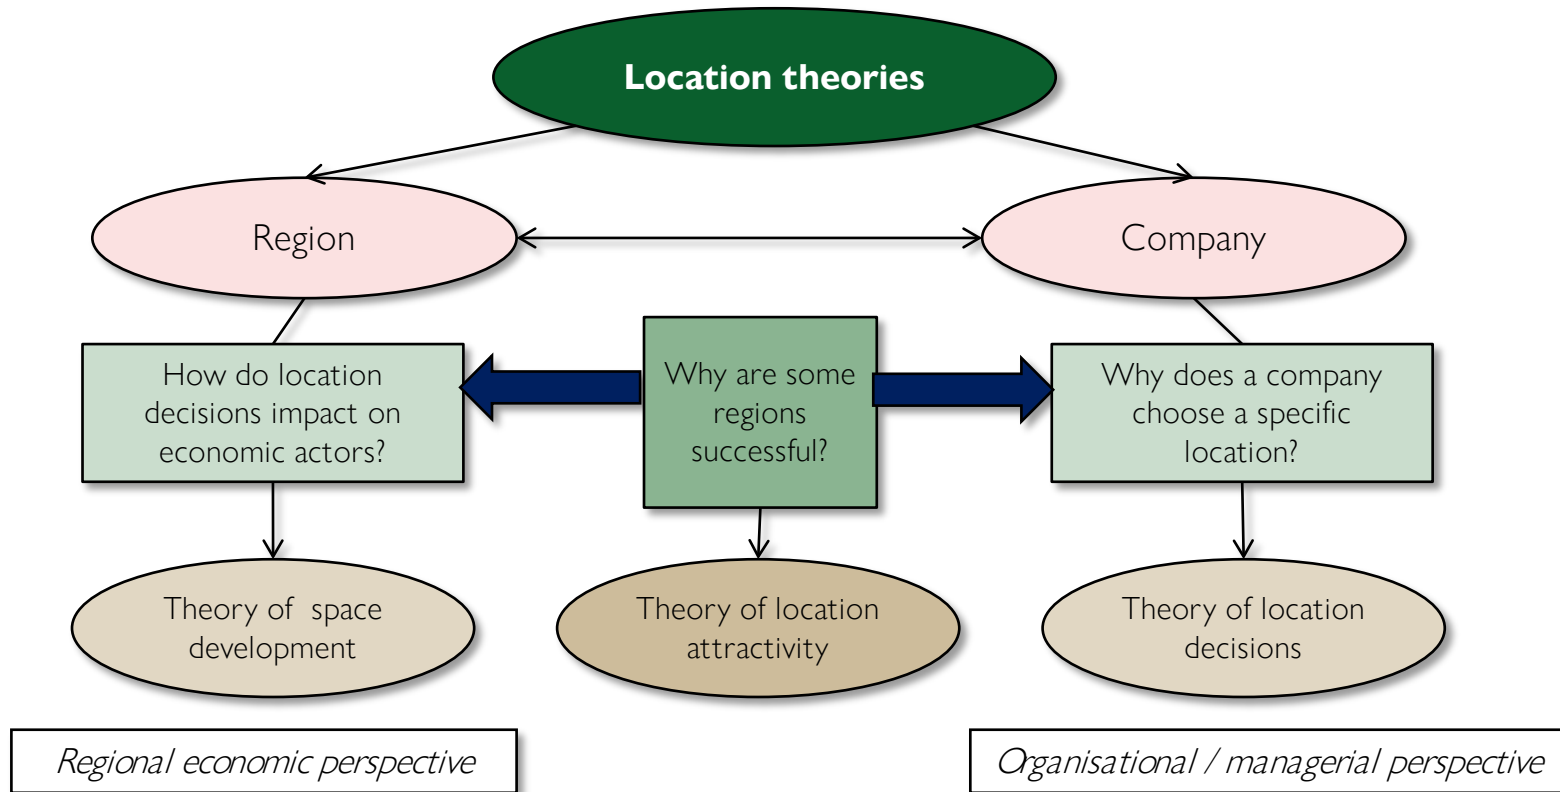 Location theories
Region
Company
How do location
decisions impact on
economic actors?
Why are some
regions
successful?
Why does a company
choose a specific
location?
Theory of  space
development
Theory of location
attractivity
Theory of location
decisions
Regional economic perspective
Organisational / managerial perspective